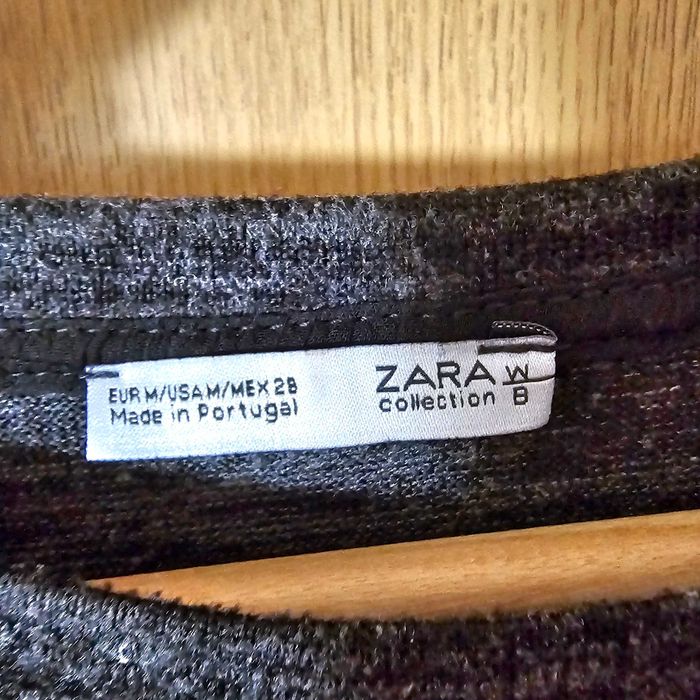 EUR M/USA M/MEX 28
Made in Portugal
ZARA W/B
collection